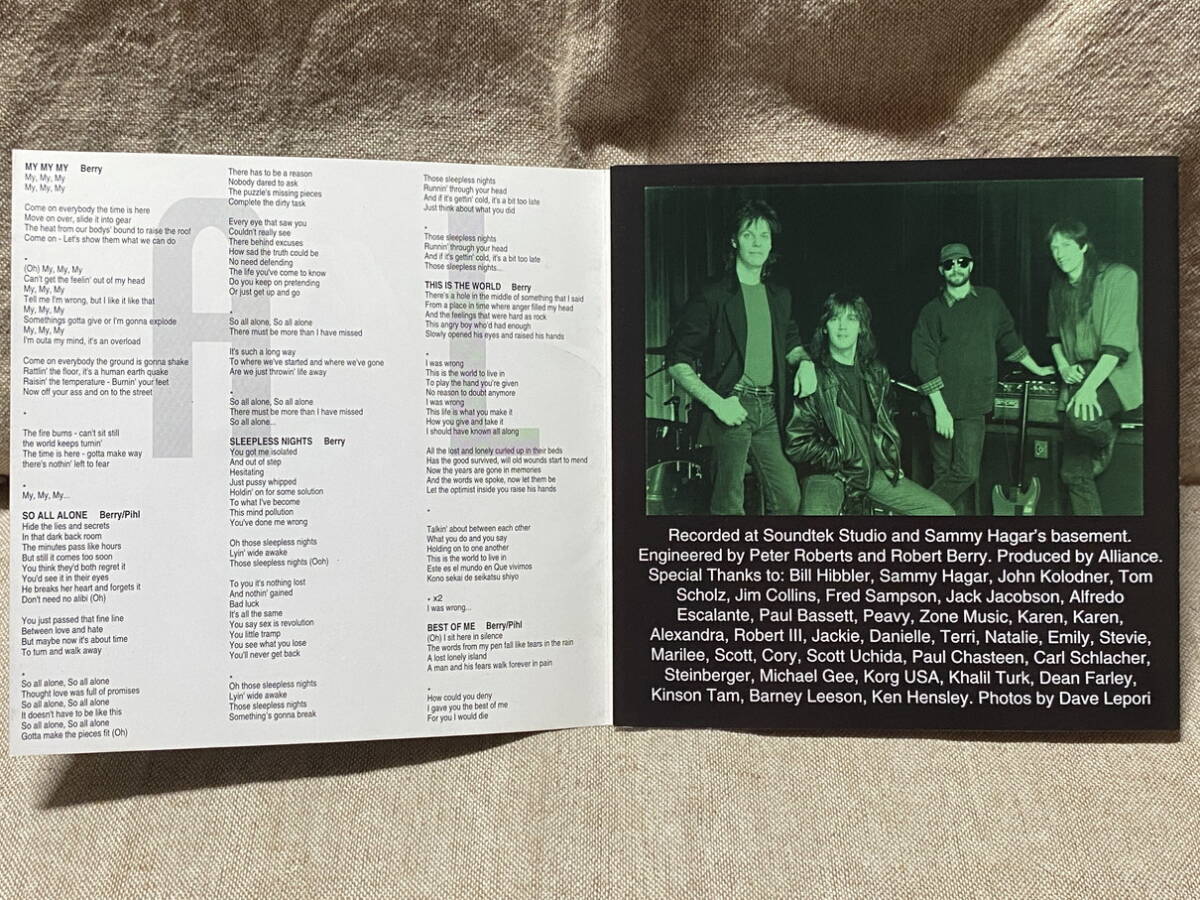 MY MY MY Berry
My, My, My
My, My, My
Come on everybody the time is here
Move on over, slide it into gear
The heat from our bodys' bound to raise the roof
Come on - Let's show them what we can do
*
(Oh) My, My, My
Can't get the feelin' out of my head
My, My, My
Tell me I'm wrong, but I like it like that
My, My, My
Somethings gotta give or I'm gonna explode
My, My, My
I'm outa my mind, it's an overload
Come on everybody the ground is gonna shake
Rattlin' the floor, it's a human earth quake
Raisin' the temperature - Burnin' your feet
Now off your ass and on to the street
*
The fire burns - can't sit still
the world keeps turnin'
The time is here - gotta make way
there's nothin' left to fear
*
My, My, My...
SO ALL ALONE Berry/Pihl
Hide the lies and secrets
In that dark back room
The minutes pass like hours
But still it comes too soon
You think they'd both regret it
You'd see it in their eyes
He breaks her heart and forgets it
Don't need no alibi (Oh)
You just passed that fine line
Between love and hate
But maybe now it's about time
To turn and walk away
*
So all alone, So all alone
Thought love was full of promises
So all alone, So all alone
It doesn't have to be like this
So all alone, So all alone
Gotta make the pieces fit (Oh)
There has to be a reason
Nobody dared to ask
The puzzle's missing pieces
Complete the dirty task
Every eye that saw you
Couldn't really see
There behind excuses
How sad the truth could be
No need defending
The life you've come to know
Do you keep on pretending
Or just get up and go
*
So all alone, So all alone
There must be more than I have missed
It's such a long way
To where we've started and where we've gone
Are we just throwin' life away
*
So all alone, So all alone
There must be more than I have missed
So all alone...
SLEEPLESS NIGHTS Berry
You got me isolated
And out of step
Hesitating
Just pussy whipped
Holdin' on for some solution
To what I've become
This mind pollution
You've done me wrong
Oh those sleepless nights
Lyin' wide awake
Those sleepless nights (Ooh)
To you it's nothing lost
And nothin' gained
Bad luck
It's all the same
You say sex is revolution
You little tramp
You see what you lose
You'll never get back
*
Oh those sleepless nights
Lyin' wide awake
Those sleepless nights
Something's gonna break
Those sleepless nights
Runnin' through your head
And if it's gettin' cold, it's a bit too late
Just think about what you did
*
Those sleepless nights
Runnin' through your head
And if it's gettin' cold, it's a bit too late
Those sleepless nights...
THIS IS THE WORLD Berry
There's a hole in the middle of something that I said
From a place in time where anger filled my head
And the feelings that were hard as rock
This angry boy who'd had enough
Slowly opened his eyes and raised his hands
*
I was wrong
This is the world to live in
To play the hand you're given
No reason to doubt anymore
I was wrong
This life is what you make it
How you give and take it
I should have known all along
All the lost and lonely curled up in their beds
Has the good survived, will old wounds start to mend
Now the years are gone in memories
And the words we spoke, now let them be
Let the optimist inside you raise his hands
*
Talkin' about between each other
What you do and you say
Holding on to one another
This is the world to live in
Este es el mundo en Que vivimos
Kono sekai de seikatsu shiyo
* x2
I was wrong...
BEST OF ME Berry/Pihl
(Oh) I sit here in silence
The words from my pen fall like tears in the rain
A lost lonely island
A man and his fears walk forever in pain
*
How could you deny
I gave you the best of me
For you I would die
Recorded at Soundtek Studio and Sammy Hagar's basement.
Engineered by Peter Roberts and Robert Berry. Produced by Alliance.
Special Thanks to: Bill Hibbler, Sammy Hagar, John Kolodner, Tom
Scholz, Jim Collins, Fred Sampson, Jack Jacobson, Alfredo
Escalante, Paul Bassett, Peavy, Zone Music, Karen, Karen,
Alexandra, Robert III, Jackie, Danielle, Terri, Natalie, Emily, Stevie,
Marilee, Scott, Cory, Scott Uchida, Paul Chasteen, Carl Schlacher,
Steinberger, Michael Gee, Korg USA, Khalil Turk, Dean Farley,
Kinson Tam, Barney Leeson, Ken Hensley. Photos by Dave Lepori